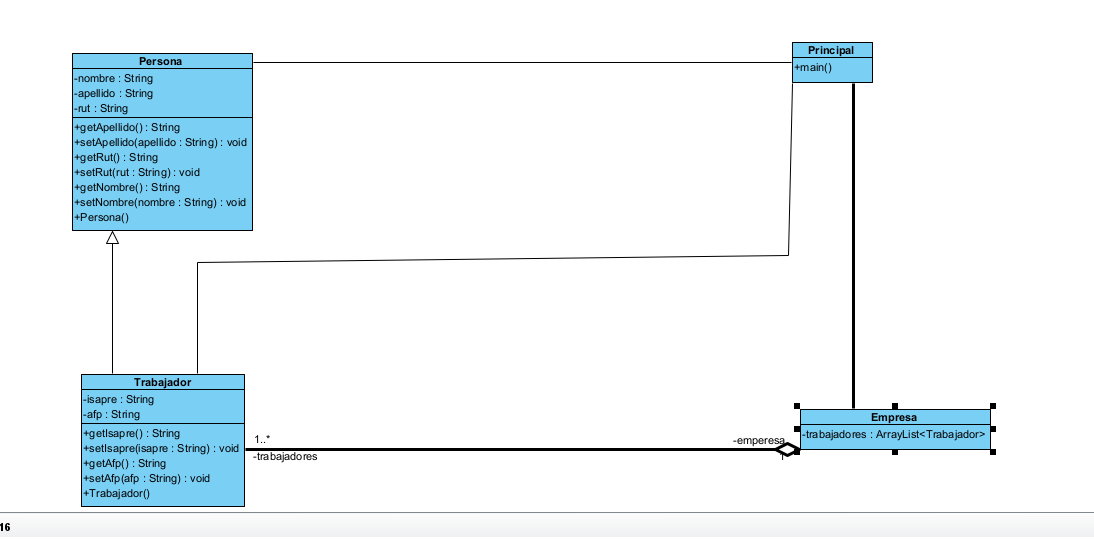 Persona
-nombre : String
-apellido : String
-rut : String
+getApellido() : String
+setApellido(apellido : String) : void
+getRut() : String
+setRut(rut : String) : void
+getNombre() : String
+setNombre(nombre : String) : void
+Persona()
Principal
+main()
Trabajador
-isapre : String
-afp : String
+getIsapre() : String
+setIsapre(isapre : String) : void
+getAfp() : String
+setAfp(afp : String) : void
+Trabajador()
1..*
-trabajadores
-emperesa
Empresa
-trabajadores : ArrayList<Trabajador>
16